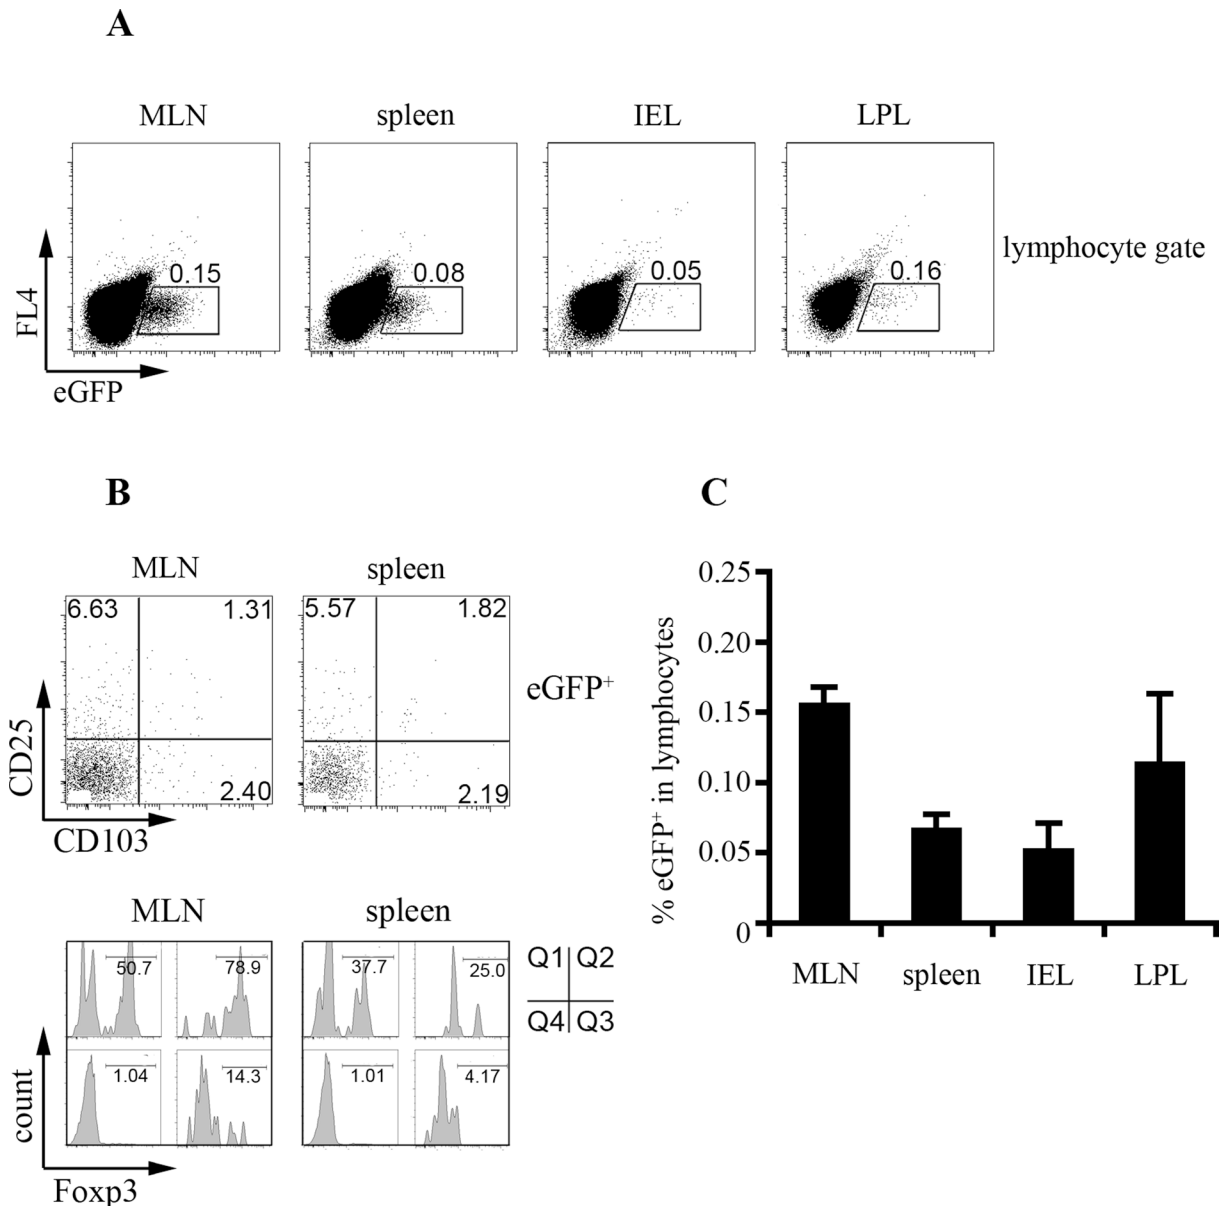 A
MLN spleen IEL LPL
0.15 0.08 0.05 0.16
lymphocyte gate
FL4
eGFP
B
MLN spleen
6.63 1.31 5.57 1.82
eGFP+
2.40 2.19
CD25
CD103
MLN spleen
50.7 78.9 37.7 25.0
Q1 Q2
Q4 Q3
1.04 14.3 1.01 4.17
count
Foxp3
C
% eGFP+ in lymphocytes
0.25
0.20
0.15
0.10
0.05
0
MLN spleen IEL LPL